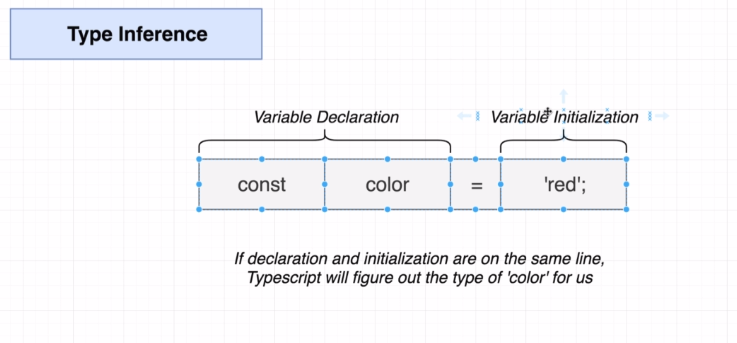 Type Inference
Variable Declaration
Variable Initialization
const color = 'red';
If declaration and initialization are on the same line,
Typescript will figure out the type of 'color' for us